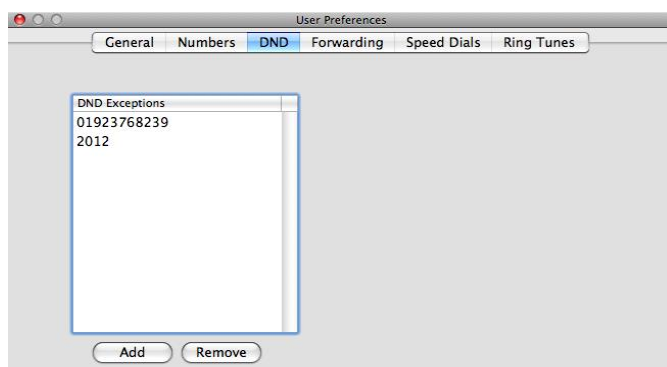 User Preferences
General Numbers DND Forwarding Speed Dials Ring Tunes
DND Exceptions
01923768239
2012
Add Remove